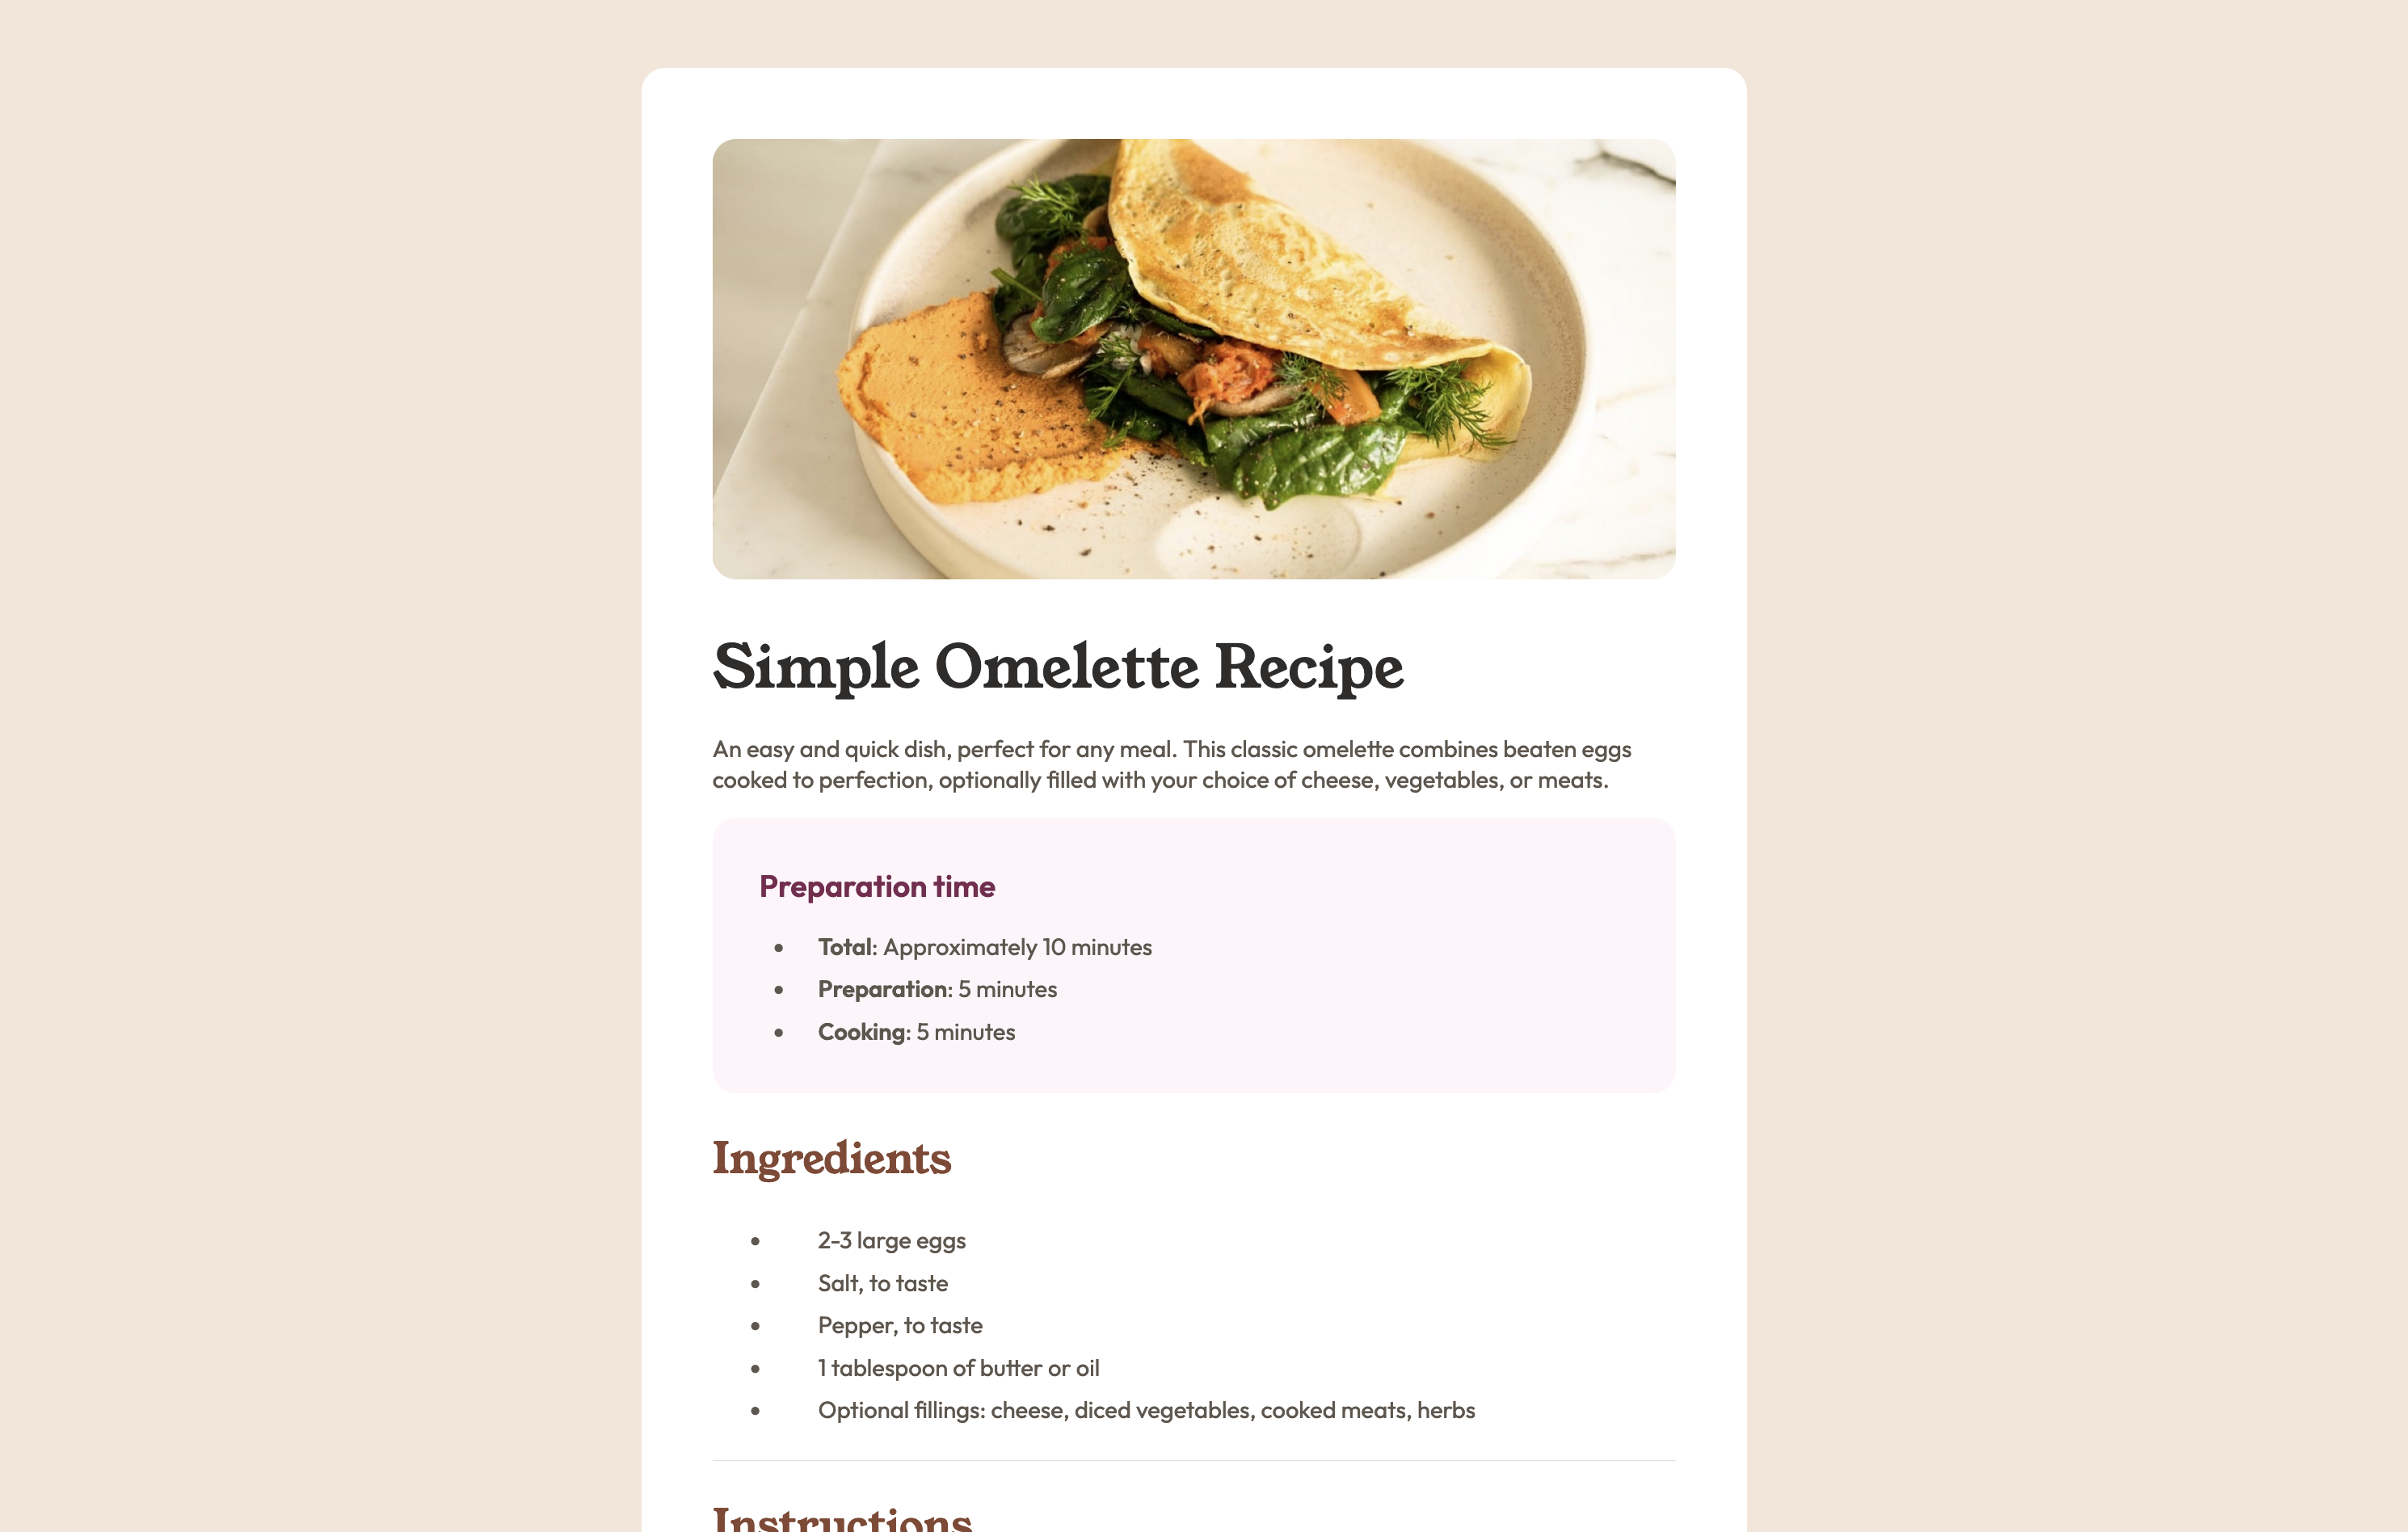 Simple Omelette Recipe
An easy and quick dish, perfect for any meal. This classic omelette combines beaten eggs
cooked to perfection, optionally filled with your choice of cheese, vegetables, or meats.
Preparation time
• Total: Approximately 10 minutes
• Preparation: 5 minutes
• Cooking: 5 minutes
Ingredients
• 2-3 large eggs
• Salt, to taste
• Pepper, to taste
• 1 tablespoon of butter or oil
• Optional fillings: cheese, diced vegetables, cooked meats, herbs
Instructions